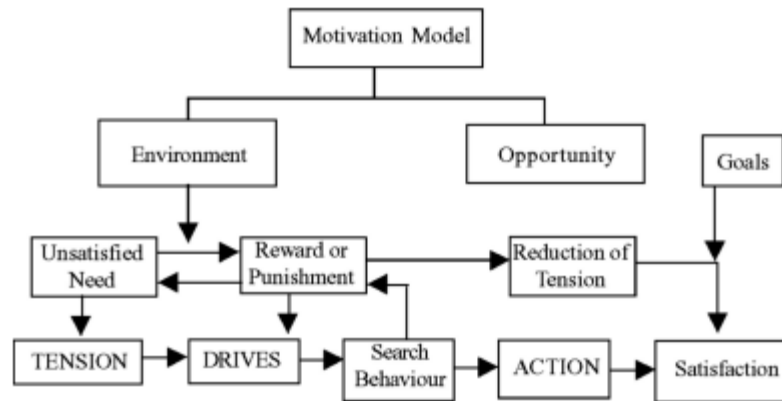 Motivation Model
Environment
Opportunity
Goals
Unsatisfied
Need
Reward or
Punishment
Reduction of
Tension
TENSION
DRIVES
Search
Behaviour
ACTION
Satisfaction